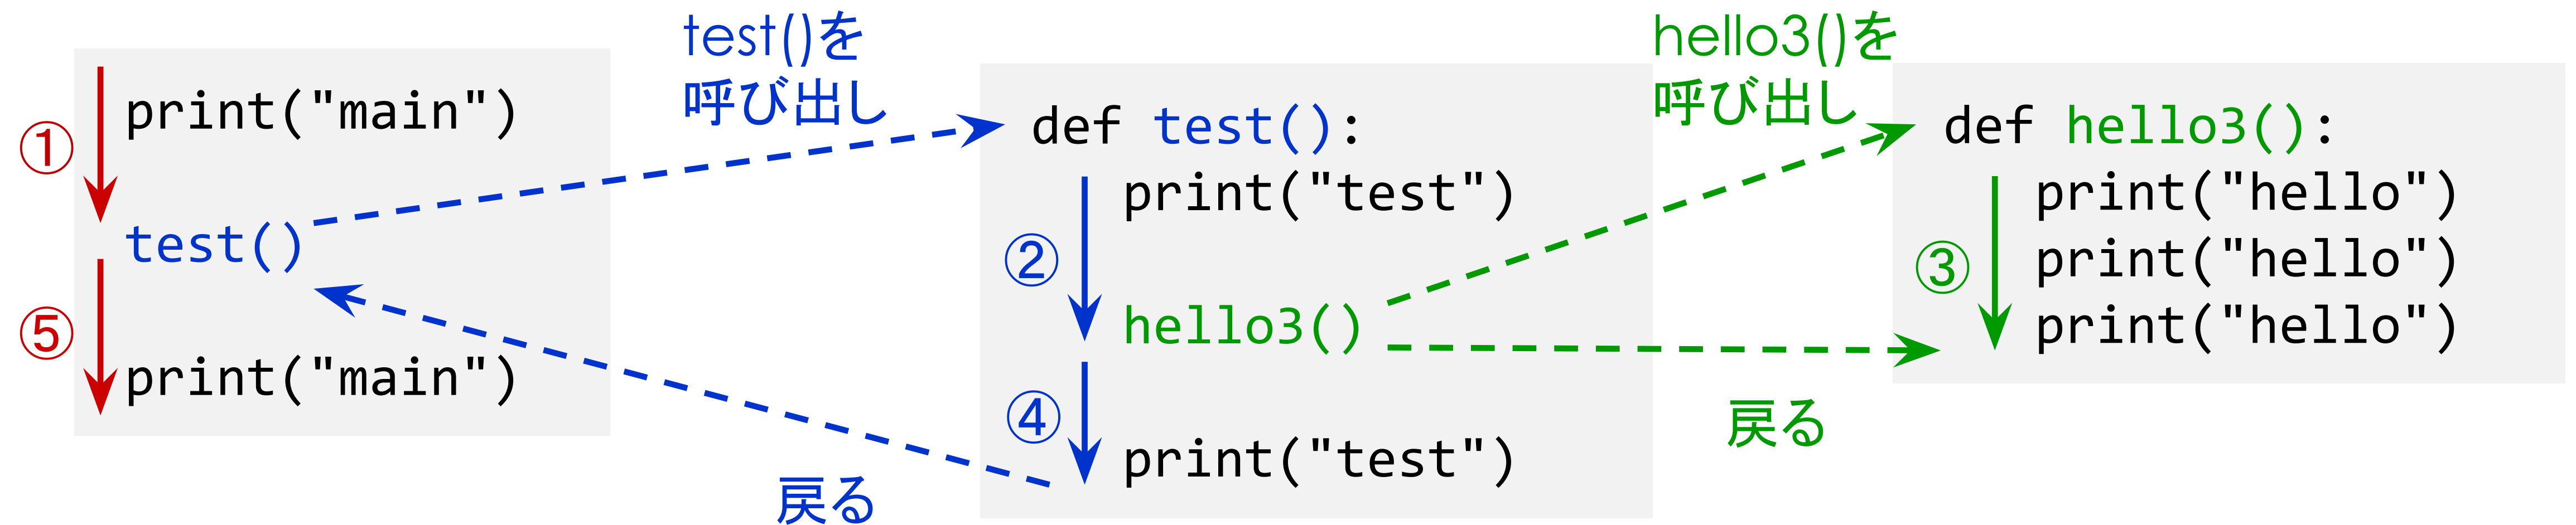 ①
print("main")
test()
⑤
print("main")
test()を
呼び出し
戻る
def test():
print("test")
②
hello3()
④
print("test")
hello3()を
呼び出し
戻る
def hello3():
print("hello")
③
print("hello")
print("hello")